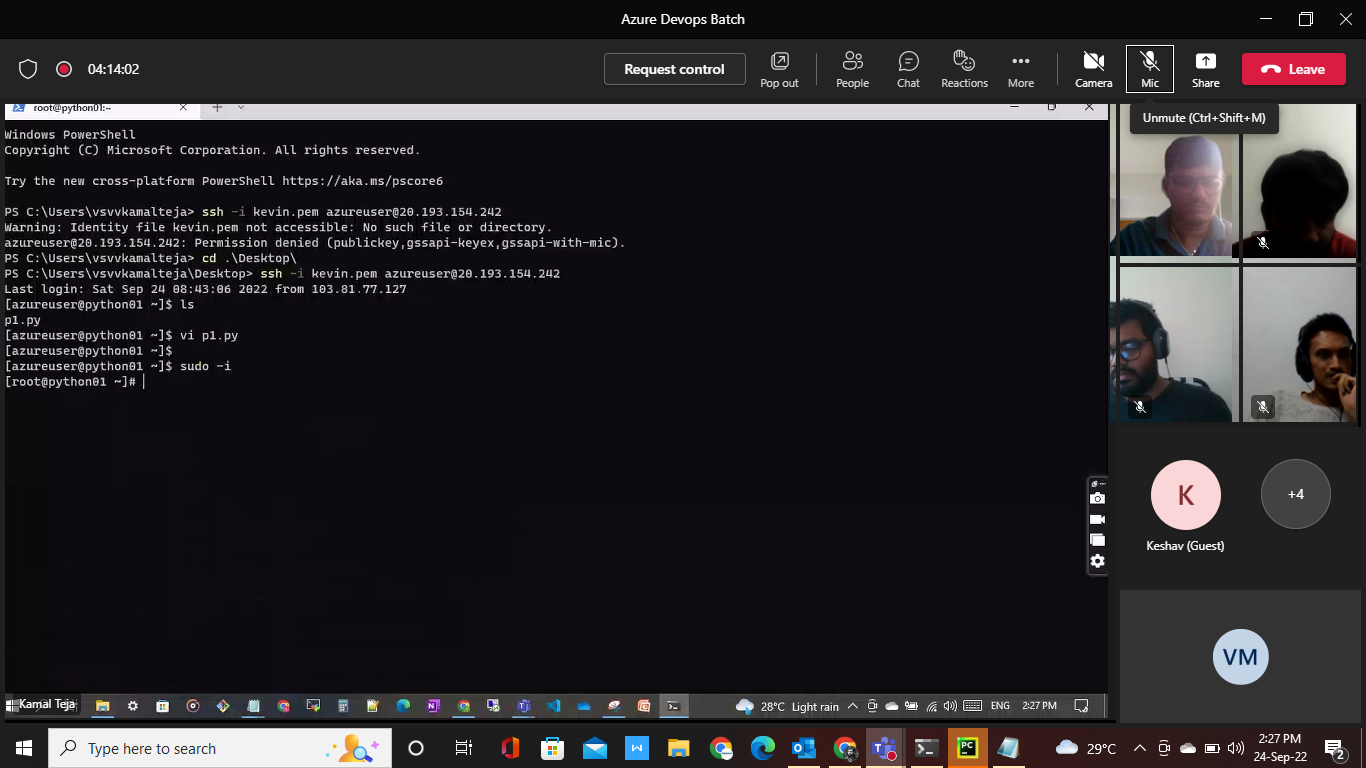 Azure Devops Batch
04:14:02
Request control
Pop out
People
Chat
Reactions
More
Camera
Mic
Share
Leave
Unmute (Ctrl+Shift+M)
root@python01:~
Windows PowerShell
Copyright (C) Microsoft Corporation. All rights reserved.
Try the new cross-platform PowerShell https://aka.ms/pscore6
PS C:\Users\vsvvkamalteja> ssh -i kevin.pem azureuser@20.193.154.242
Warning: Identity file kevin.pem not accessible: No such file or directory.
azureuser@20.193.154.242: Permission denied (publickey,gssapi-keyex,gssapi-with-mic).
PS C:\Users\vsvvkamalteja> cd .\Desktop\
PS C:\Users\vsvvkamalteja\Desktop> ssh -i kevin.pem azureuser@20.193.154.242
Last login: Sat Sep 24 08:43:06 2022 from 103.81.77.127
[azureuser@python01 ~]$ ls
p1.py
[azureuser@python01 ~]$ vi p1.py
[azureuser@python01 ~]$
[azureuser@python01 ~]$ sudo -i
[root@python01 ~]#
K
+4
Keshav (Guest)
VM
Kamal Teja
28°C Light rain
ENG
2:27 PM
Type here to search
W
PC
29°C
2:27 PM
24-Sep-22
2